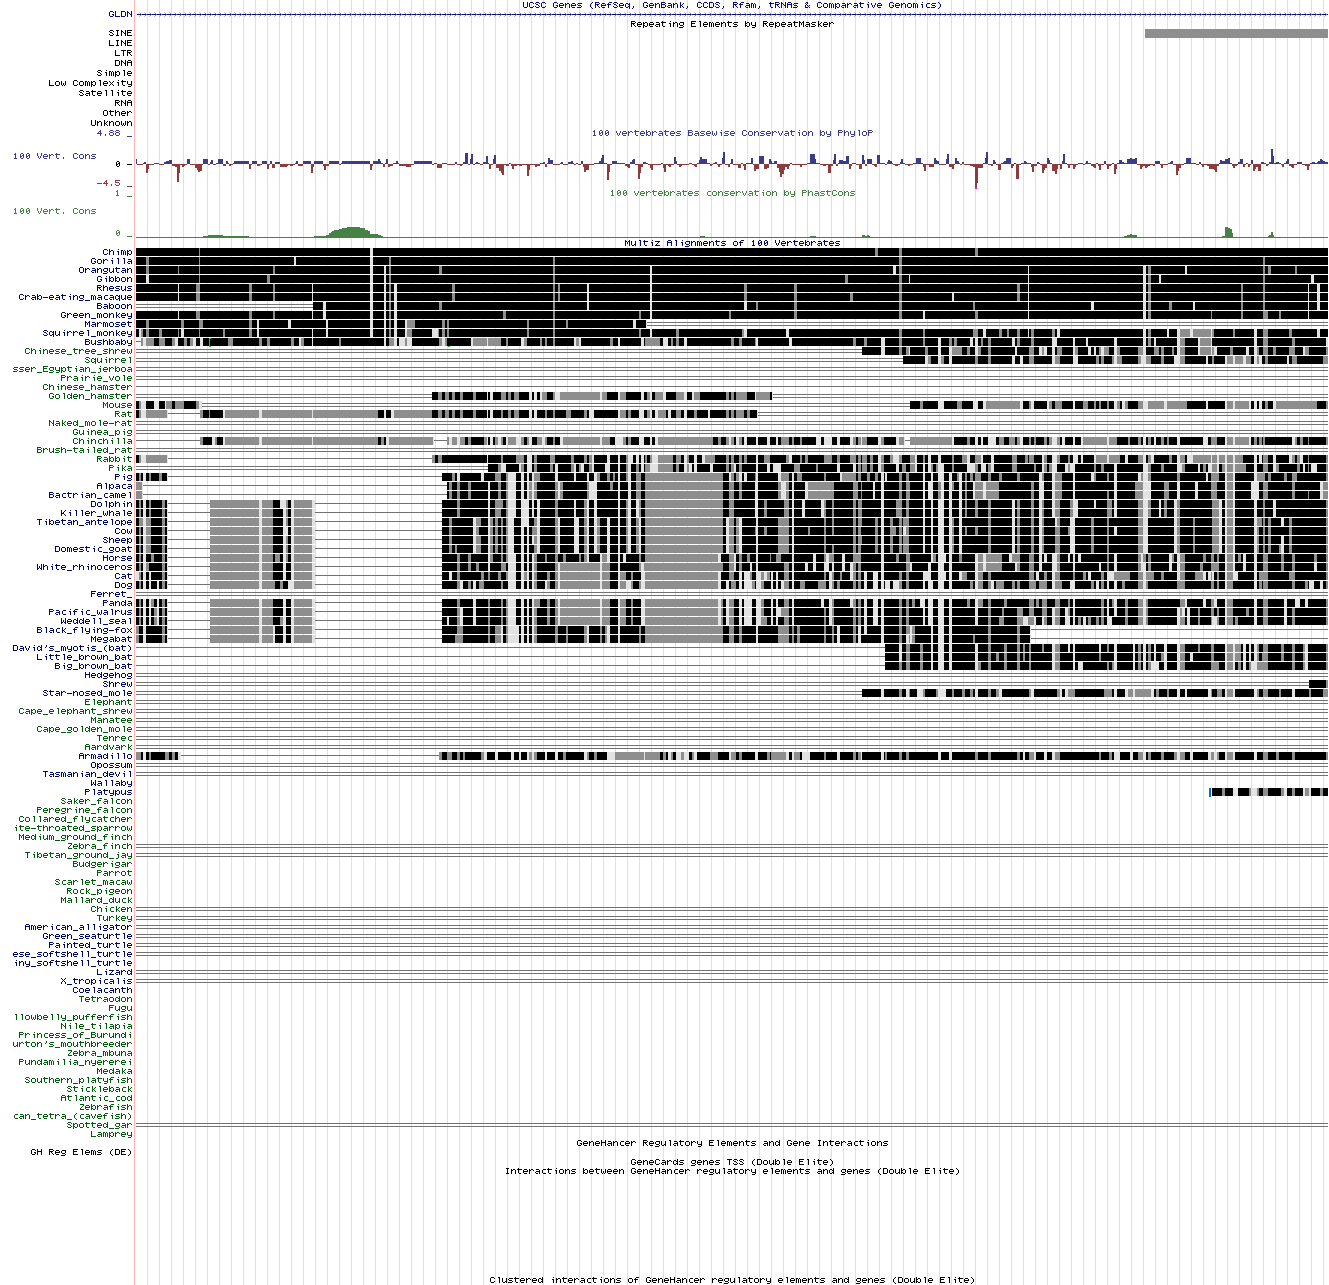 UCSC Genes (RefSeq, GenBank, CCDS, Rfam, tRNAs & Comparative Genomics)
GLDN
Repeating Elements by RepeatMasker
SINE
LINE
LTR
DNA
Simple
Low Complexity
Satellite
RNA
Other
Unknown
4.88 _
100 vertebrates Basewise Conservation by PhyloP
100 Vert. Cons
0 _
-4.5 _
1 _
100 vertebrates conservation by PhastCons
100 Vert. Cons
0 _
Multiz Alignments of 100 Vertebrates
Chimp
Gorilla
Orangutan
Gibbon
Rhesus
Crab-eating_macaque
Baboon
Green_monkey
Marmoset
Squirrel_monkey
Bushbaby
Chinese_tree_shrew
Squirrel
sser_Egyptian_jerboa
Prairie_vole
Chinese_hamster
Golden_hamster
Mouse
Rat
Naked_mole-rat
Guinea_pig
Chinchilla
Brush-tailed_rat
Rabbit
Pika
Pig
Alpaca
Bactrian_camel
Dolphin
Killer_whale
Tibetan_antelope
Cow
Sheep
Domestic_goat
Horse
White_rhinoceros
Cat
Dog
Ferret_
Panda
Pacific_walrus
Weddell_seal
Black_flying-fox
Megabat
David's_myotis_(bat)
Little_brown_bat
Big_brown_bat
Hedgehog
Shrew
Star-nosed_mole
Elephant
Cape_elephant_shrew
Manatee
Cape_golden_mole
Tenrec
Aardvark
Armadillo
Opossum
Tasmanian_devil
Wallaby
Platypus
Saker_falcon
Peregrine_falcon
Collared_flycatcher
ite-throated_sparrow
Medium_ground_finch
Zebra_finch
Tibetan_ground_jay
Budgerigar
Parrot
Scarlet_macaw
Rock_pigeon
Mallard_duck
Chicken
Turkey
American_alligator
Green_seaturtle
Painted_turtle
ese_softshell_turtle
iny_softshell_turtle
Lizard
X_tropicalis
Coelacanth
Tetraodon
Fugu
llowbelly_pufferfish
Nile_tilapia
Princess_of_Burundi
urton's_mouthbreeder
Zebra_mbuna
Pundamilia_nyererei
Medaka
Southern_platyfish
Stickleback
Atlantic_cod
Zebrafish
can_tetra_(cavefish)
Spotted_gar
Lamprey
GeneHancer Regulatory Elements and Gene Interactions
GH Reg Elems (DE)
GeneCards genes TSS (Double Elite)
Interactions between GeneHancer regulatory elements and genes (Double Elite)
Clustered interactions of GeneHancer regulatory elements and genes (Double Elite)